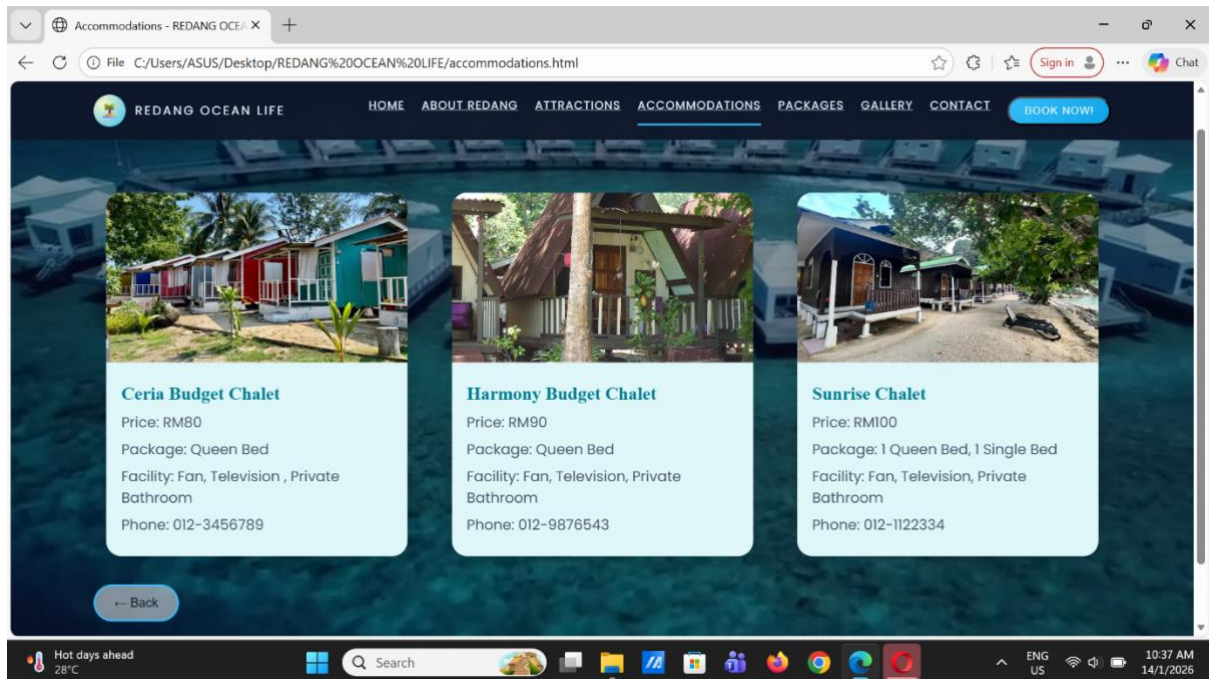 Accommodations - REDANG OCEA
File C:/Users/ASUS/Desktop/REDANG%20OCEAN%20LIFE/accommodations.html
Sign in
Chat
REDANG OCEAN LIFE
HOME ABOUT REDANG ATTRACTIONS ACCOMMODATIONS PACKAGES GALLERY CONTACT BOOK NOW!
Ceria Budget Chalet
Price: RM80
Package: Queen Bed
Facility: Fan, Television , Private
Bathroom
Phone: 012-3456789
Harmony Budget Chalet
Price: RM90
Package: Queen Bed
Facility: Fan, Television, Private
Bathroom
Phone: 012-9876543
Sunrise Chalet
Price: RM100
Package: 1 Queen Bed, 1 Single Bed
Facility: Fan, Television, Private
Bathroom
Phone: 012-1122334
← Back
Hot days ahead
28°C
Search
ENG
US
10:37 AM
14/1/2026